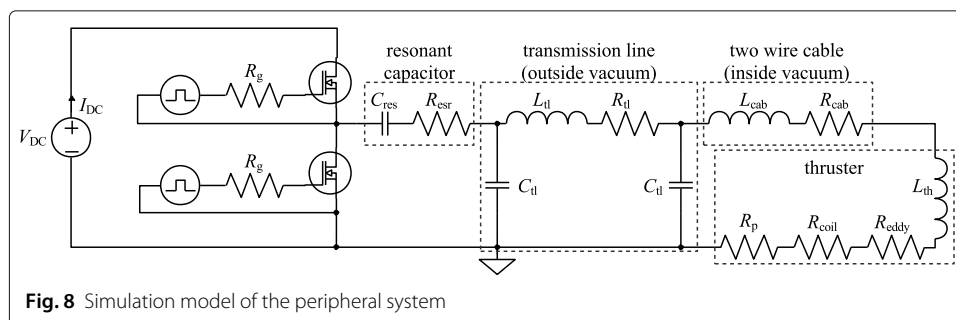 resonant
capacitor
transmission line
(outside vacuum)
two wire cable
(inside vacuum)
R_g
C_res
R_esr
L_tl
R_tl
L_cab
R_cab
I_DC
V_DC
+
−
R_g
C_tl
C_tl
thruster
L_th
R_p
R_coil
R_eddy
Fig. 8 Simulation model of the peripheral system